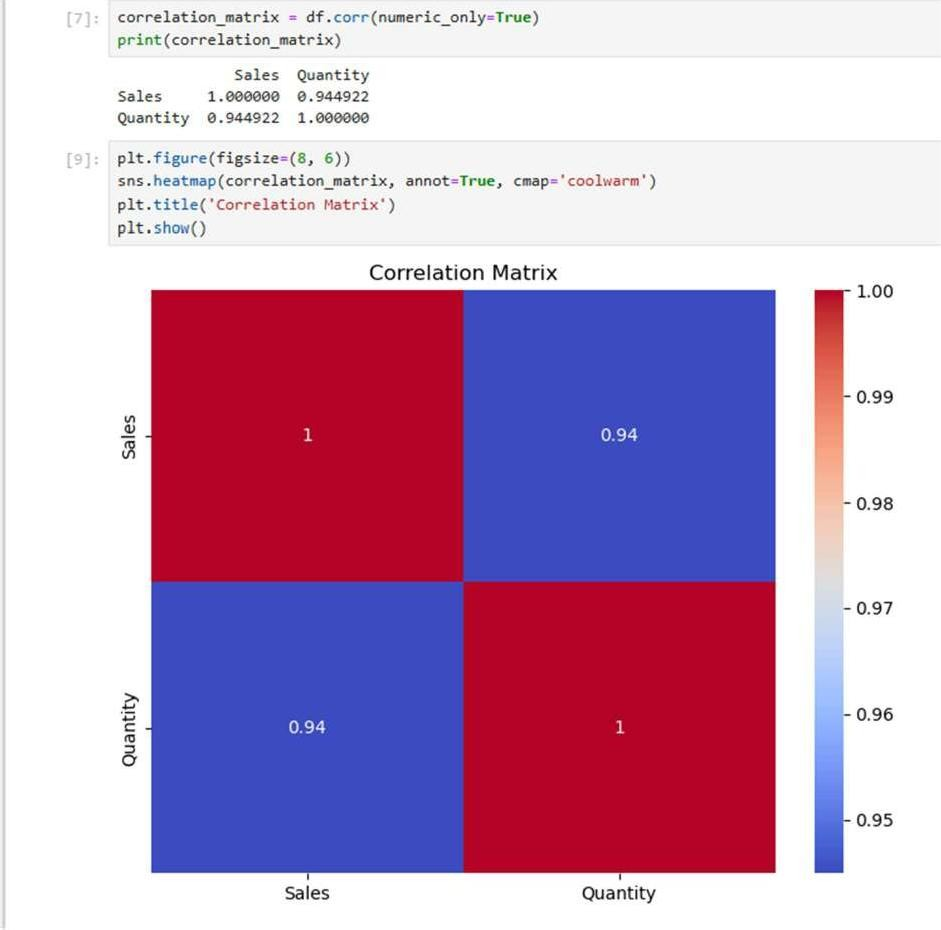 [7]: correlation_matrix = df.corr(numeric_only=True)
print(correlation_matrix)
Sales Quantity
Sales 1.000000 0.944922
Quantity 0.944922 1.000000
[9]: plt.figure(figsize=(8, 6))
sns.heatmap(correlation_matrix, annot=True, cmap='coolwarm')
plt.title('Correlation Matrix')
plt.show()
Correlation Matrix
1.00
0.99
0.98
0.97
0.96
0.95
Sales
1 0.94
Quantity
0.94 1
Sales Quantity